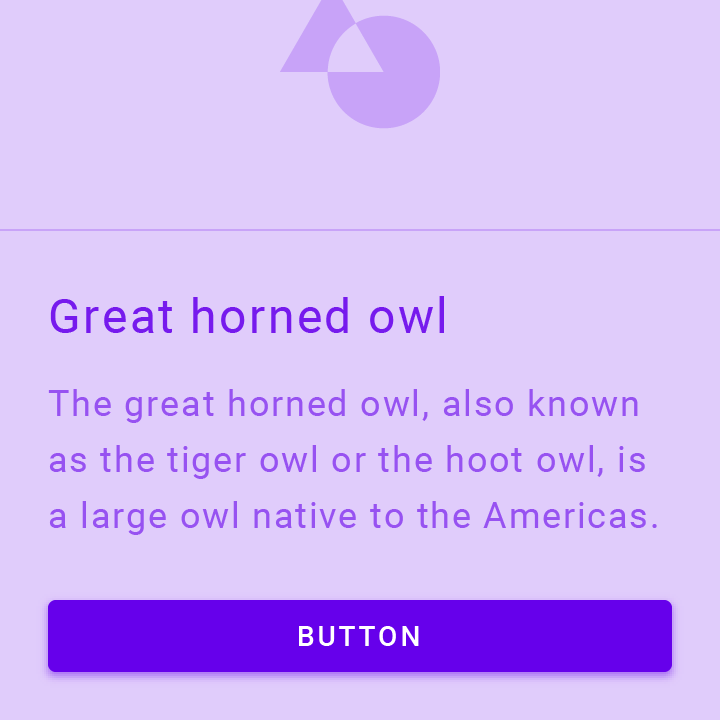 Great horned owl
The great horned owl, also known
as the tiger owl or the hoot owl, is
a large owl native to the Americas.
BUTTON